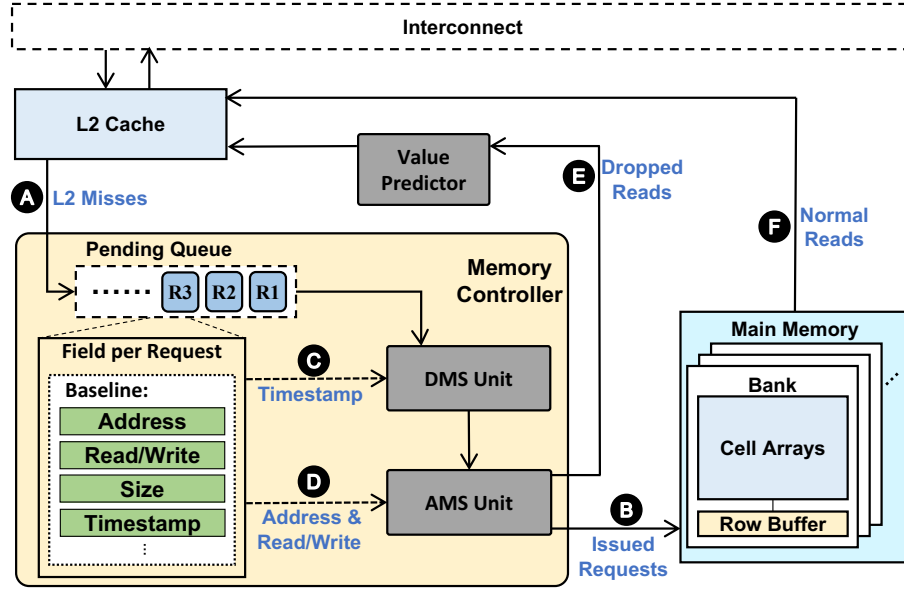 Interconnect
L2 Cache
Value
Predictor
E
Dropped
Reads
A
L2 Misses
F
Normal
Reads
Pending Queue
Memory
Controller
......
R3
R2
R1
Field per Request
Baseline:
Address
Read/Write
Size
Timestamp
⋮
C
Timestamp
DMS Unit
D
Address &
Read/Write
AMS Unit
B
Issued
Requests
Main Memory
Bank
Cell Arrays
Row Buffer